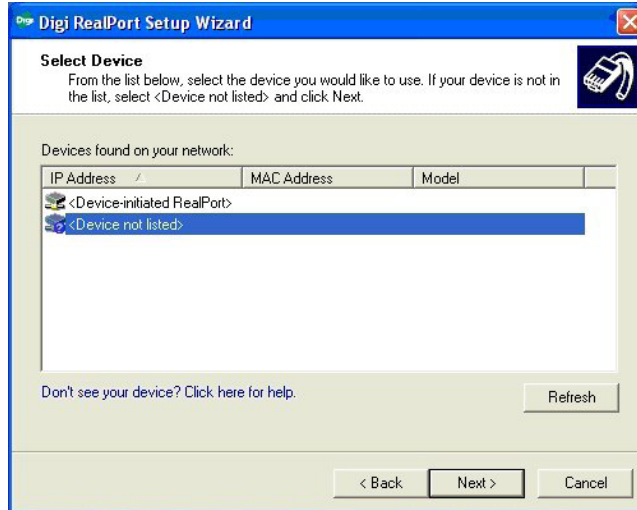 Digi Digi RealPort Setup Wizard
Select Device
From the list below, select the device you would like to use. If your device is not in
the list, select <Device not listed> and click Next.
Devices found on your network:
IP Address MAC Address Model
<Device-initiated RealPort>
<Device not listed>
Don't see your device? Click here for help.
Refresh
< Back Next > Cancel